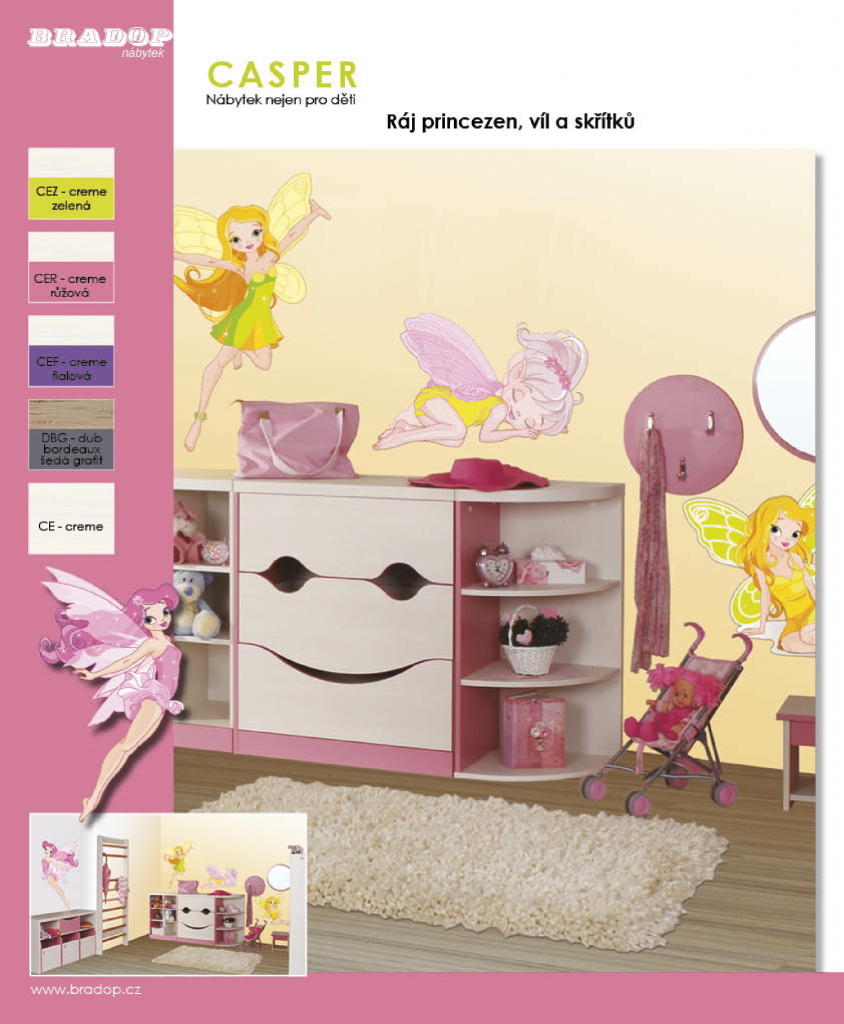 BRADOP
nábytek
CASPER
Nábytek nejen pro děti
Ráj princezen, víl a skřítků
CEZ - creme
zelená
CER - creme
růžová
CEF - creme
fialová
DBG - dub
bordeaux
šedá grafit
CE - creme
www.bradop.cz